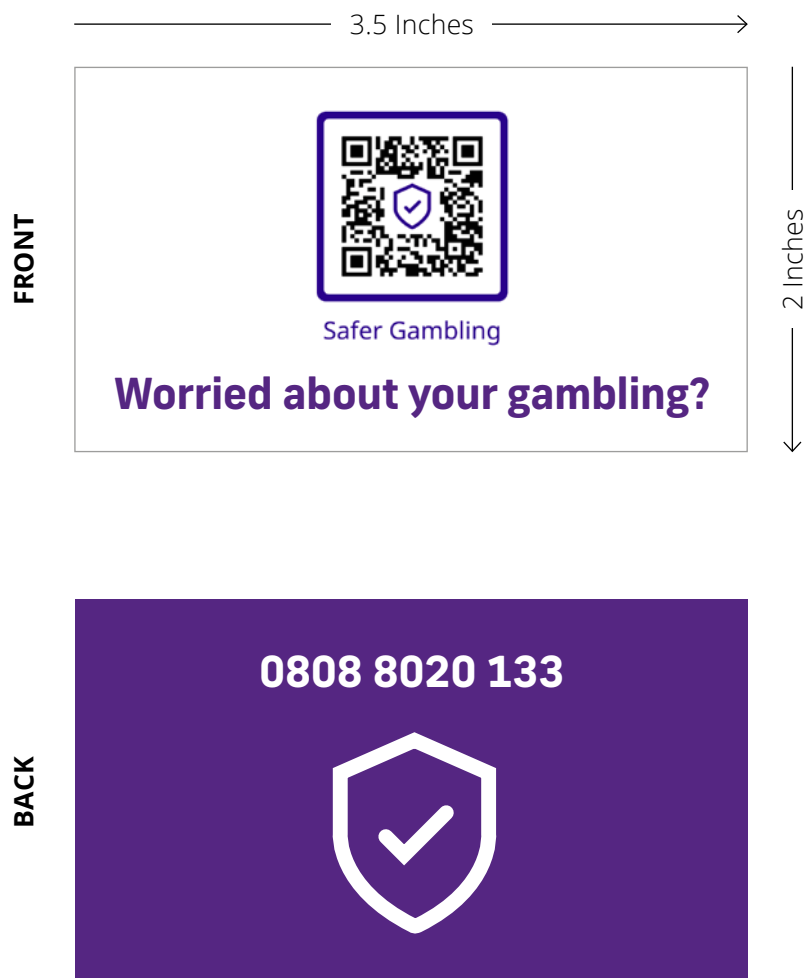 3.5 Inches
FRONT
2 Inches
Safer Gambling
Worried about your gambling?
BACK
0808 8020 133